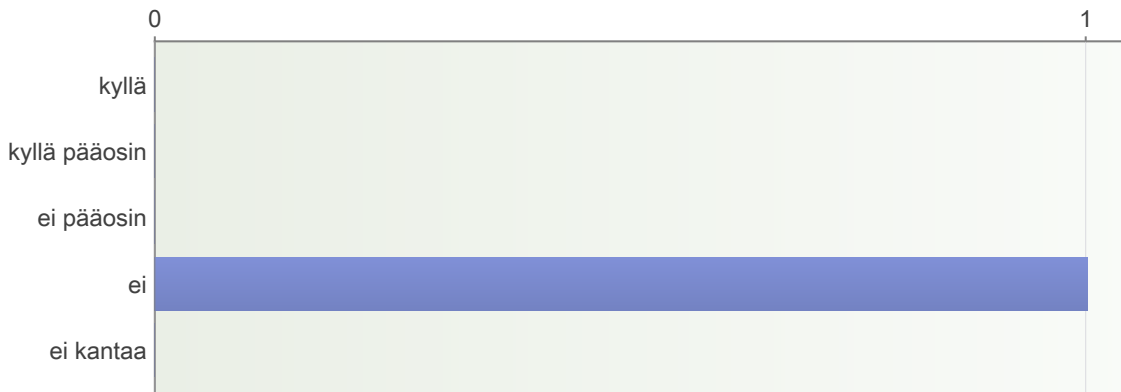 0 1
kyllä
kyllä pääosin
ei pääosin
ei
ei kantaa